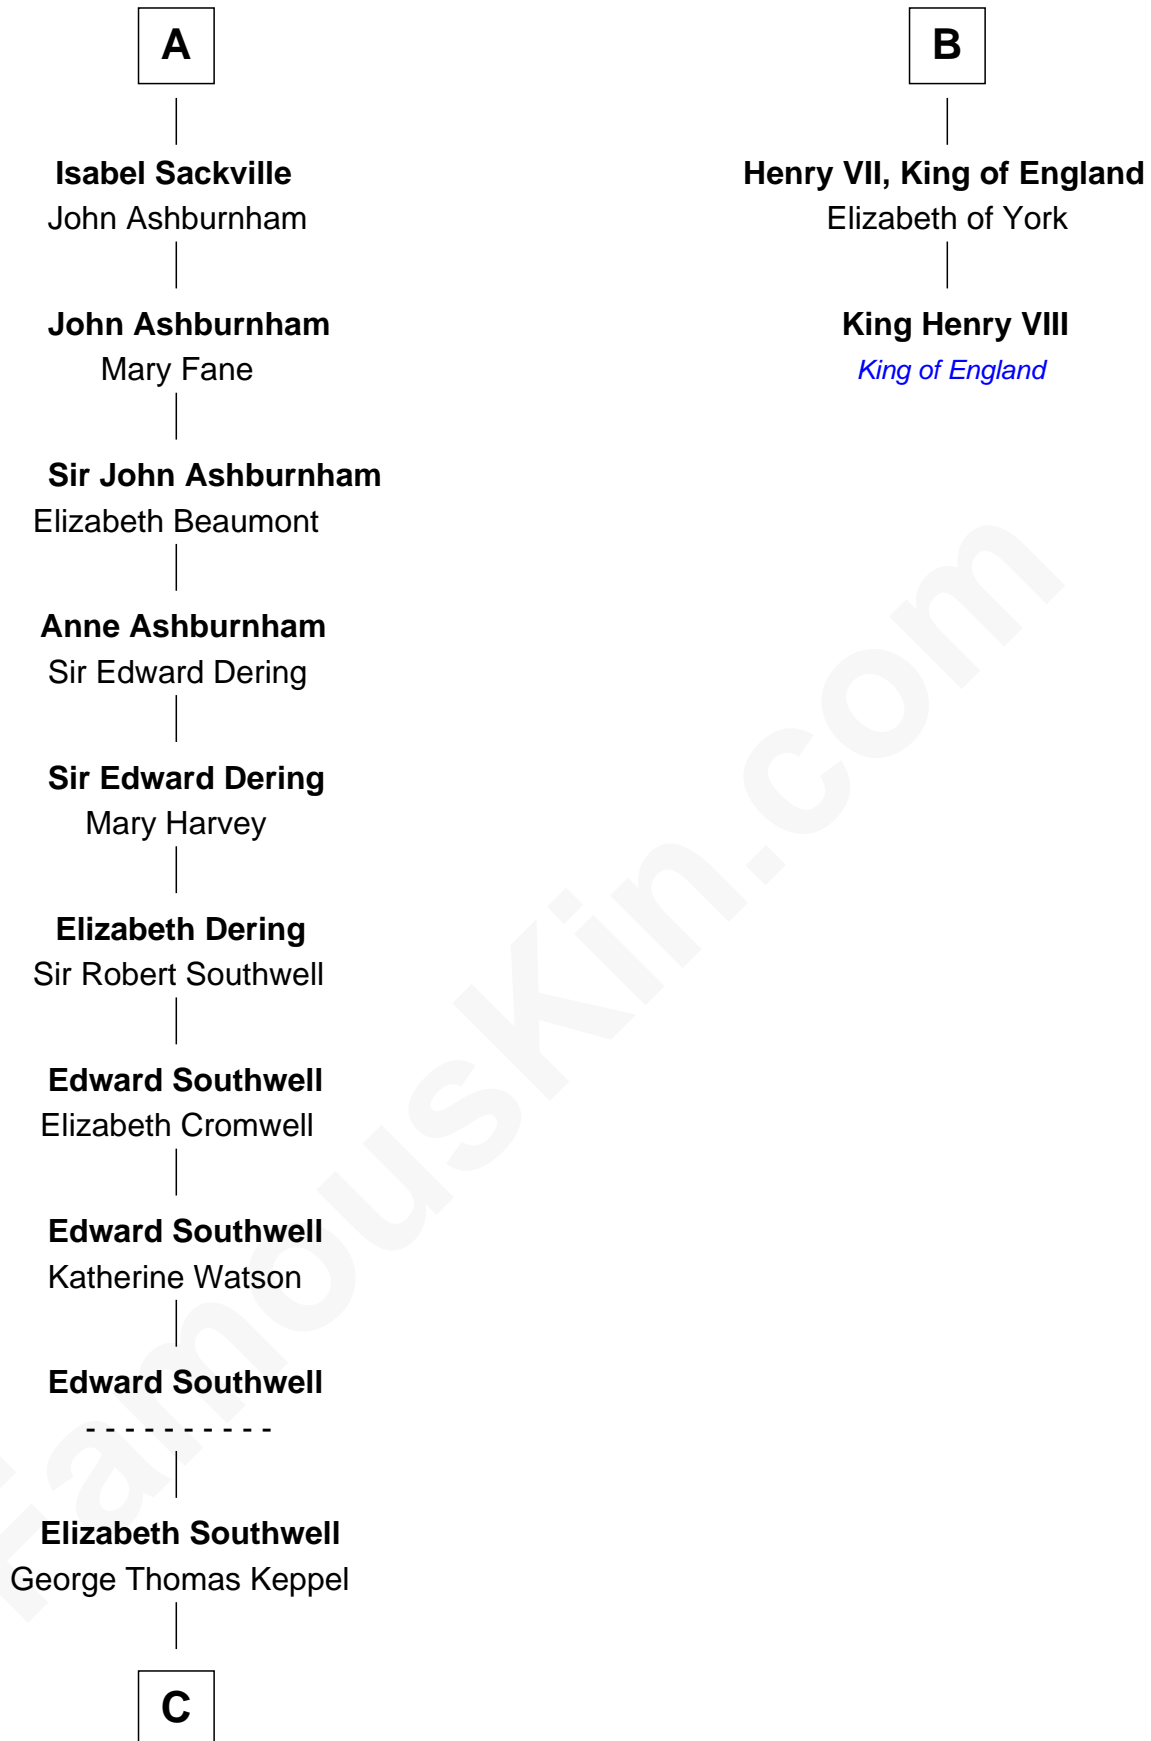 A
Isabel Sackville
John Ashburnham
John Ashburnham
Mary Fane
Sir John Ashburnham
Elizabeth Beaumont
Anne Ashburnham
Sir Edward Dering
Sir Edward Dering
Mary Harvey
Elizabeth Dering
Sir Robert Southwell
Edward Southwell
Elizabeth Cromwell
Edward Southwell
Katherine Watson
Edward Southwell
- - - - - - - - - -
Elizabeth Southwell
George Thomas Keppel
C
B
Henry VII, King of England
Elizabeth of York
King Henry VIII
King of England
FamousKin.com